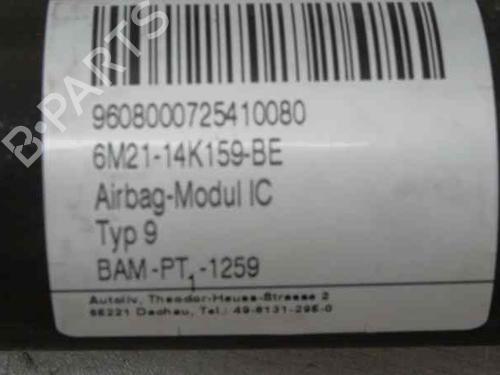 B-PARTS
9608000725410080
6M21-14K159-BE
Airbag-Modul IC
Typ 9
BAM-PT1-1259
Autoliv, Theodor-Heuss-Strasse 2
85221 Dachau, Tel.: 49-8131-295-0